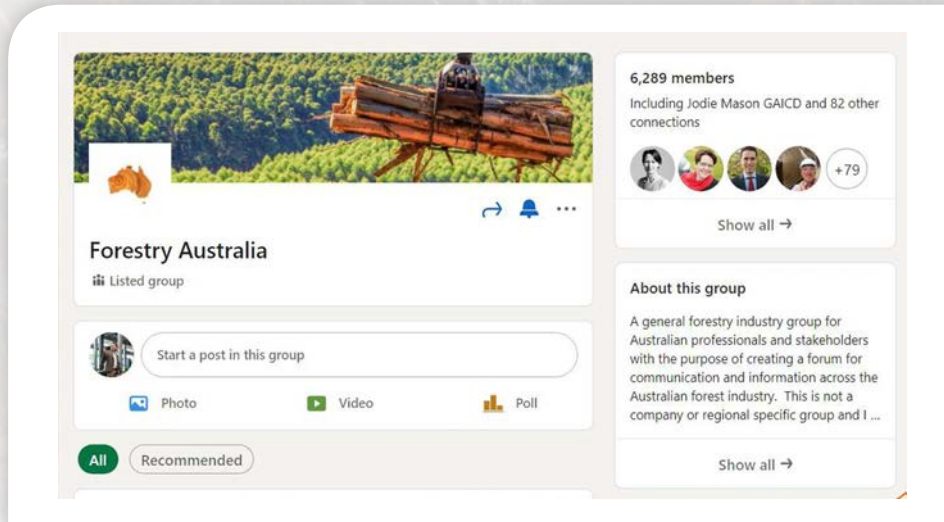 Forestry Australia
Listed group
Start a post in this group
Photo
Video
Poll
All
Recommended
6,289 members
Including Jodie Mason GAICD and 82 other
connections
+79
Show all →
About this group
A general forestry industry group for
Australian professionals and stakeholders
with the purpose of creating a forum for
communication and information across the
Australian forest industry. This is not a
company or regional specific group and I ...
Show all →